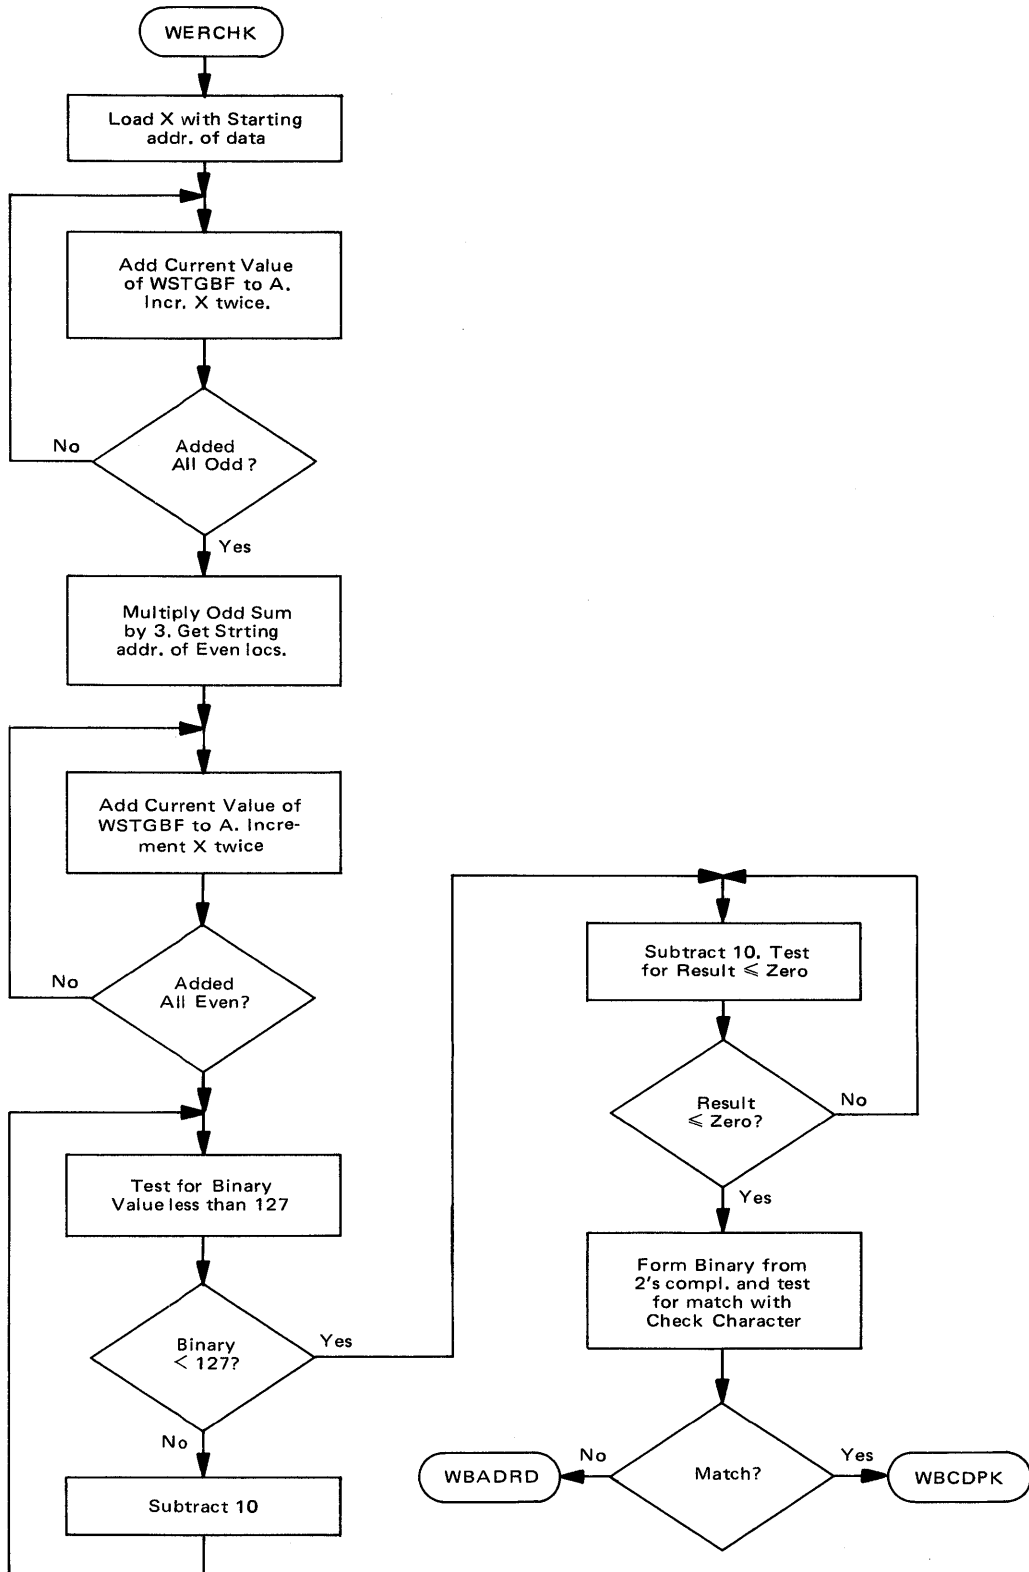 WERCHK
Load X with Starting
addr. of data
Add Current Value
of WSTGBF to A.
Incr. X twice.
No
Added
All Odd?
Yes
Multiply Odd Sum
by 3. Get Strting
addr. of Even locs.
Add Current Value of
WSTGBF to A. Incre-
ment X twice
No
Added
All Even?
Test for Binary
Value less than 127
Binary
< 127?
Yes
No
Subtract 10
Subtract 10. Test
for Result ⩽ Zero
Result
⩽ Zero?
No
Yes
Form Binary from
2's compl. and test
for match with
Check Character
Match?
No
WBADRD
Yes
WBCDPK